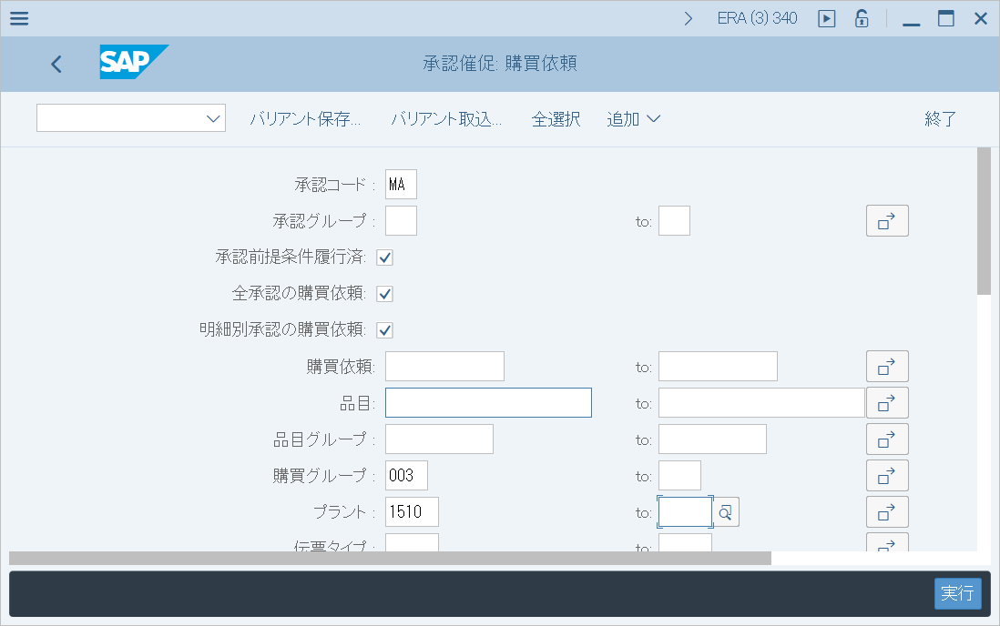 ERA (3) 340
SAP 承認催促: 購買依頼
バリアント保存... バリアント取込... 全選択 追加 終了
承認コード : MA
承認グループ : to:
承認前提条件履行済:
全承認の購買依頼:
明細別承認の購買依頼:
購買依頼: to:
品目: to:
品目グループ : to:
購買グループ : 003 to:
プラント : 1510 to:
伝票タイプ : to:
実行